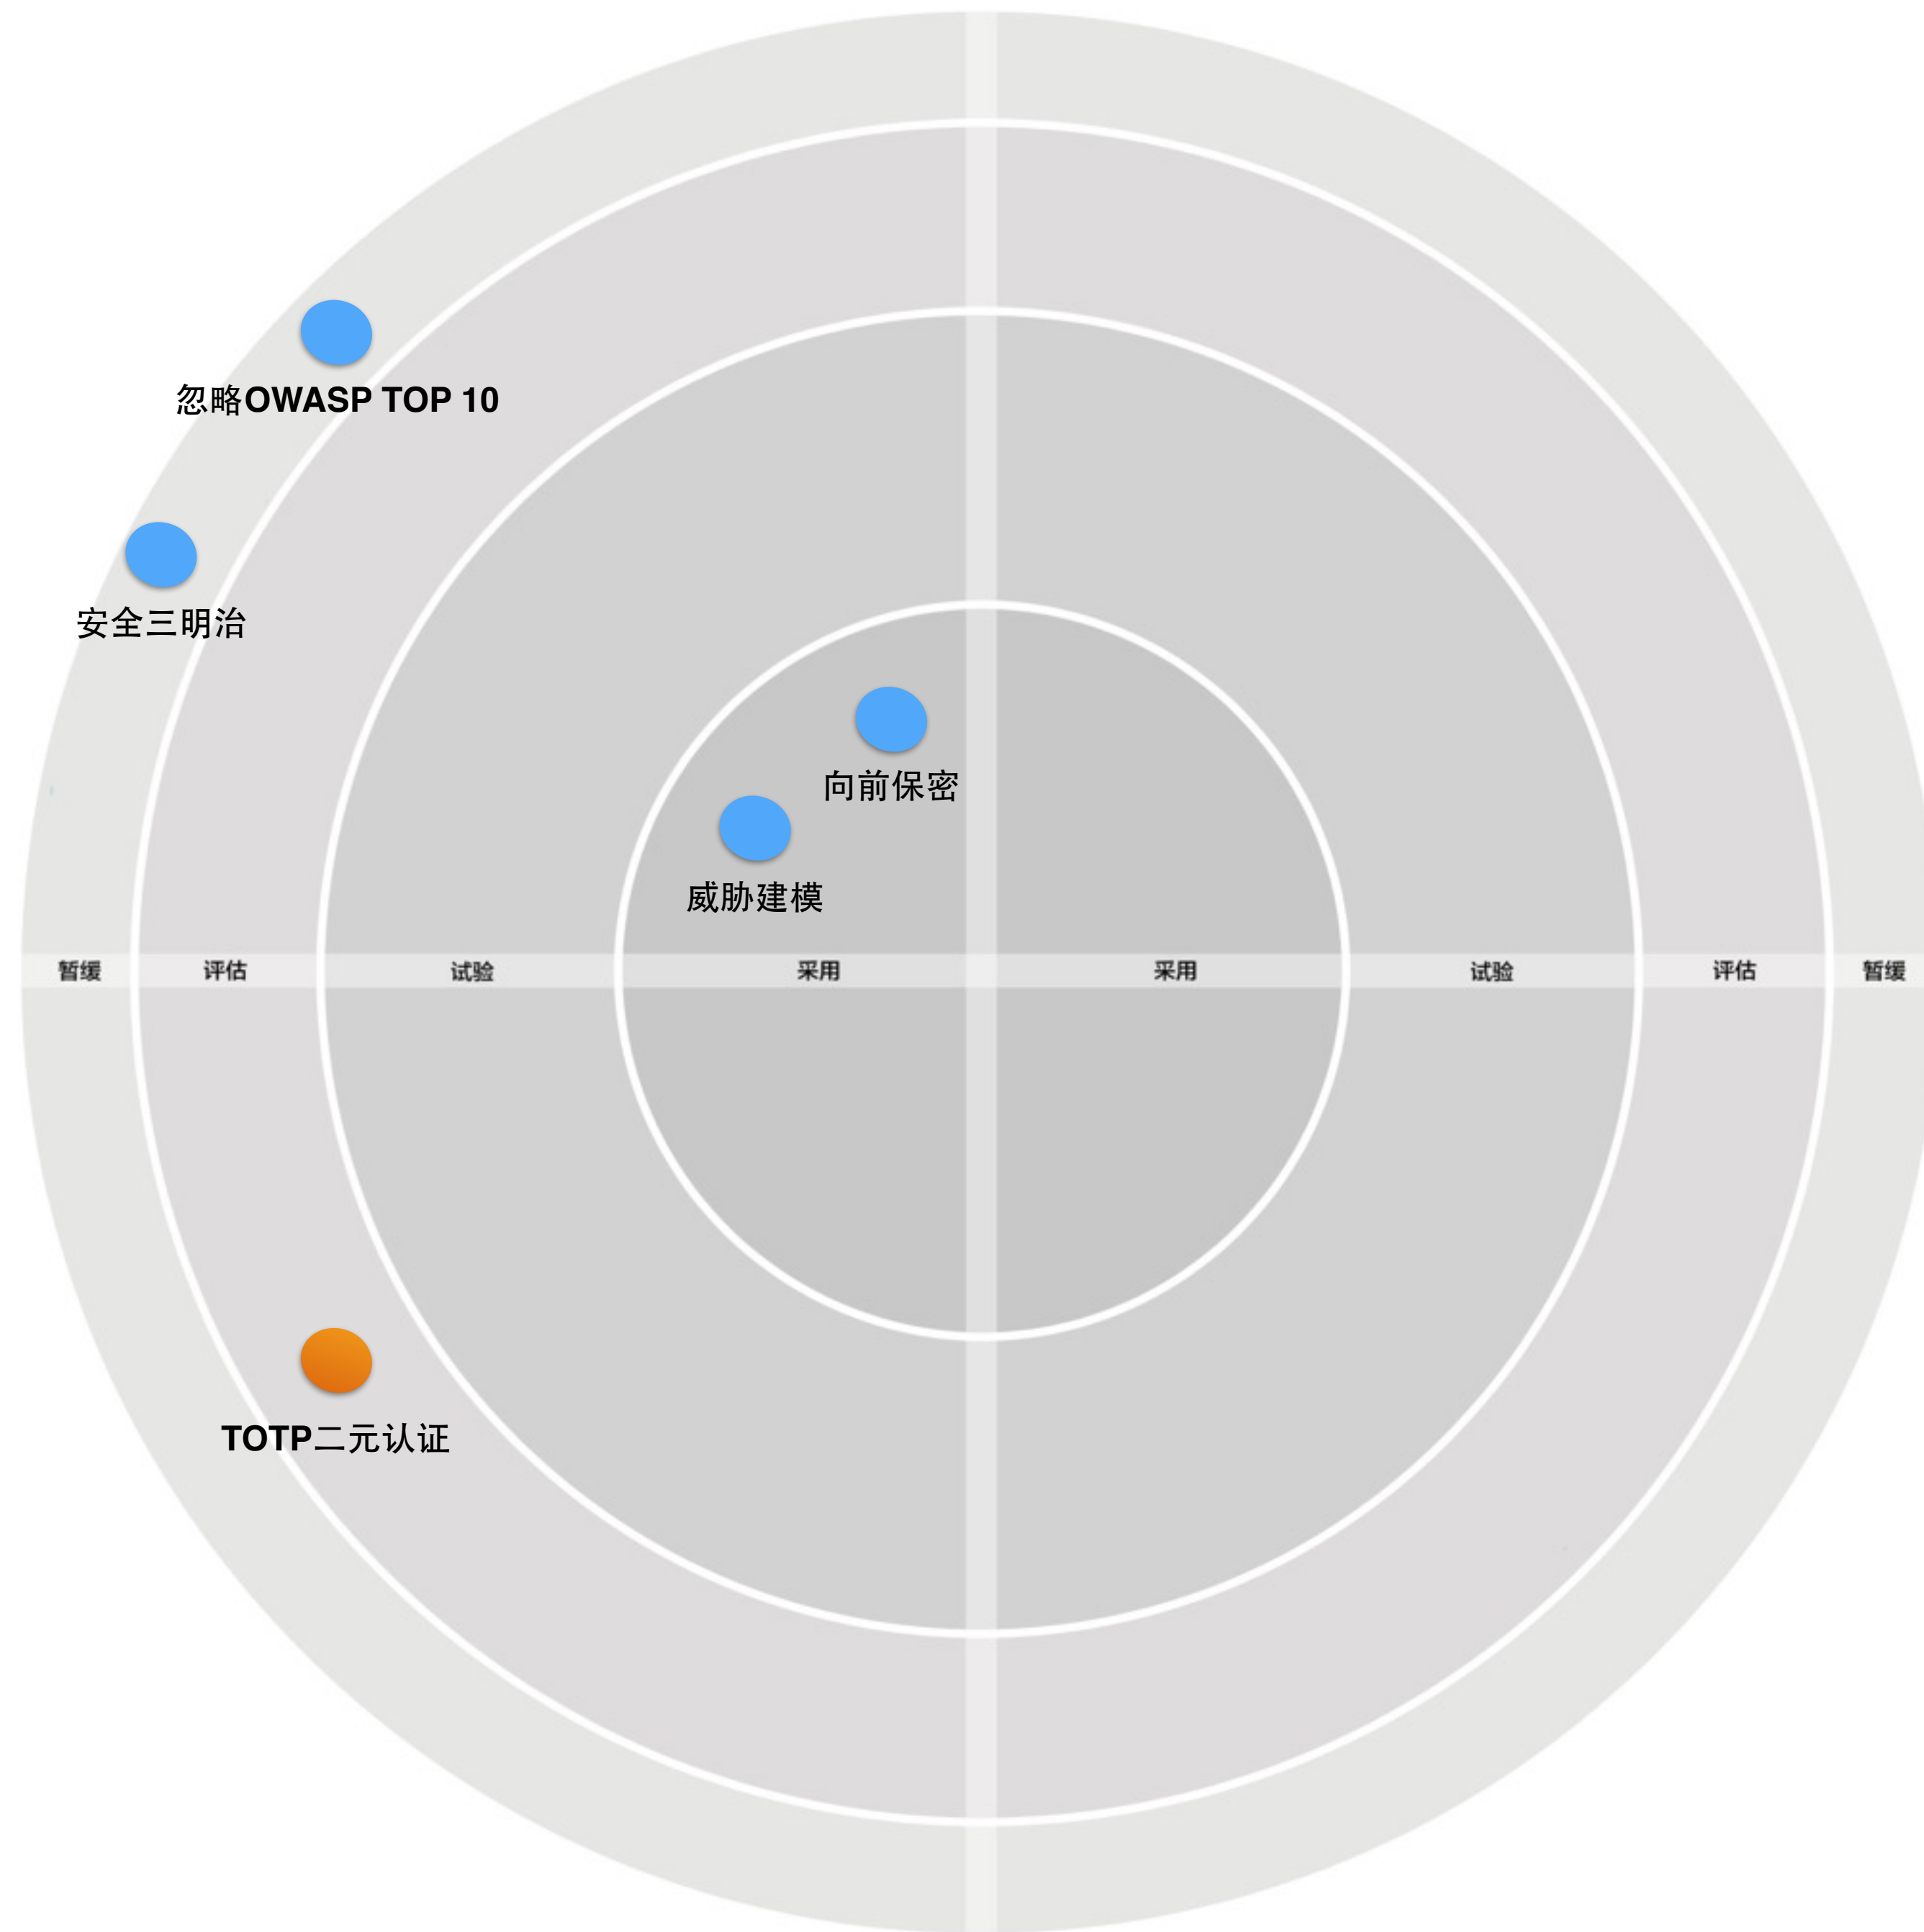 忽略OWASP TOP 10
安全三明治
向前保密
威胁建模
暂缓 评估 试验 采用 采用 试验 评估 暂缓
TOTP二元认证